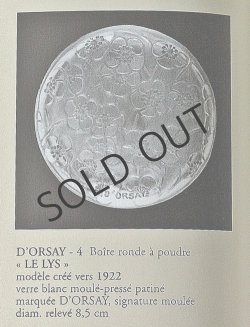 SOLD OUT
D'ORSAY
D'ORSAY - 4 Boîte ronde à poudre
« LE LYS »
modèle créé vers 1922
verre blanc moulé-pressé patiné
marquée D'ORSAY, signature moulée
diam. relevé 8,5 cm